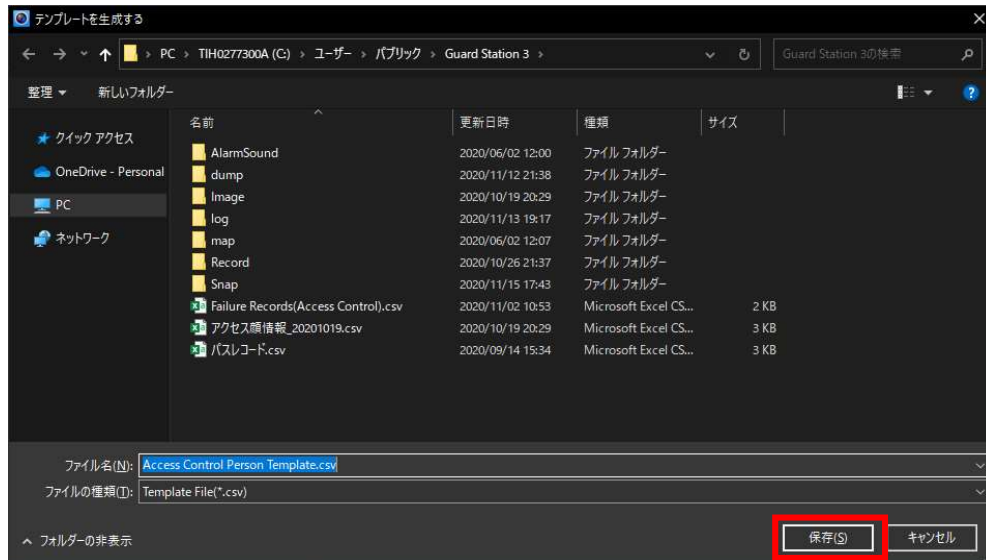 テンプレートを生成する
PC › TIH0277300A (C:) › ユーザー › パブリック › Guard Station 3 ›
Guard Station 3の検索
整理
新しいフォルダー
クイック アクセス
OneDrive - Personal
PC
ネットワーク
名前 更新日時 種類 サイズ
AlarmSound 2020/06/02 12:00 ファイル フォルダー
dump 2020/11/12 21:38 ファイル フォルダー
Image 2020/10/19 20:29 ファイル フォルダー
log 2020/11/13 19:17 ファイル フォルダー
map 2020/06/02 12:07 ファイル フォルダー
Record 2020/10/26 21:37 ファイル フォルダー
Snap 2020/11/15 17:43 ファイル フォルダー
Failure Records(Access Control).csv 2020/11/02 10:53 Microsoft Excel CS... 2 KB
アクセス顔情報_20201019.csv 2020/10/19 20:29 Microsoft Excel CS... 3 KB
パスレコード.csv 2020/09/14 15:34 Microsoft Excel CS... 3 KB
ファイル名(N): Access Control Person Template.csv
ファイルの種類(T): Template File(*.csv)
フォルダーの非表示
保存(S)
キャンセル